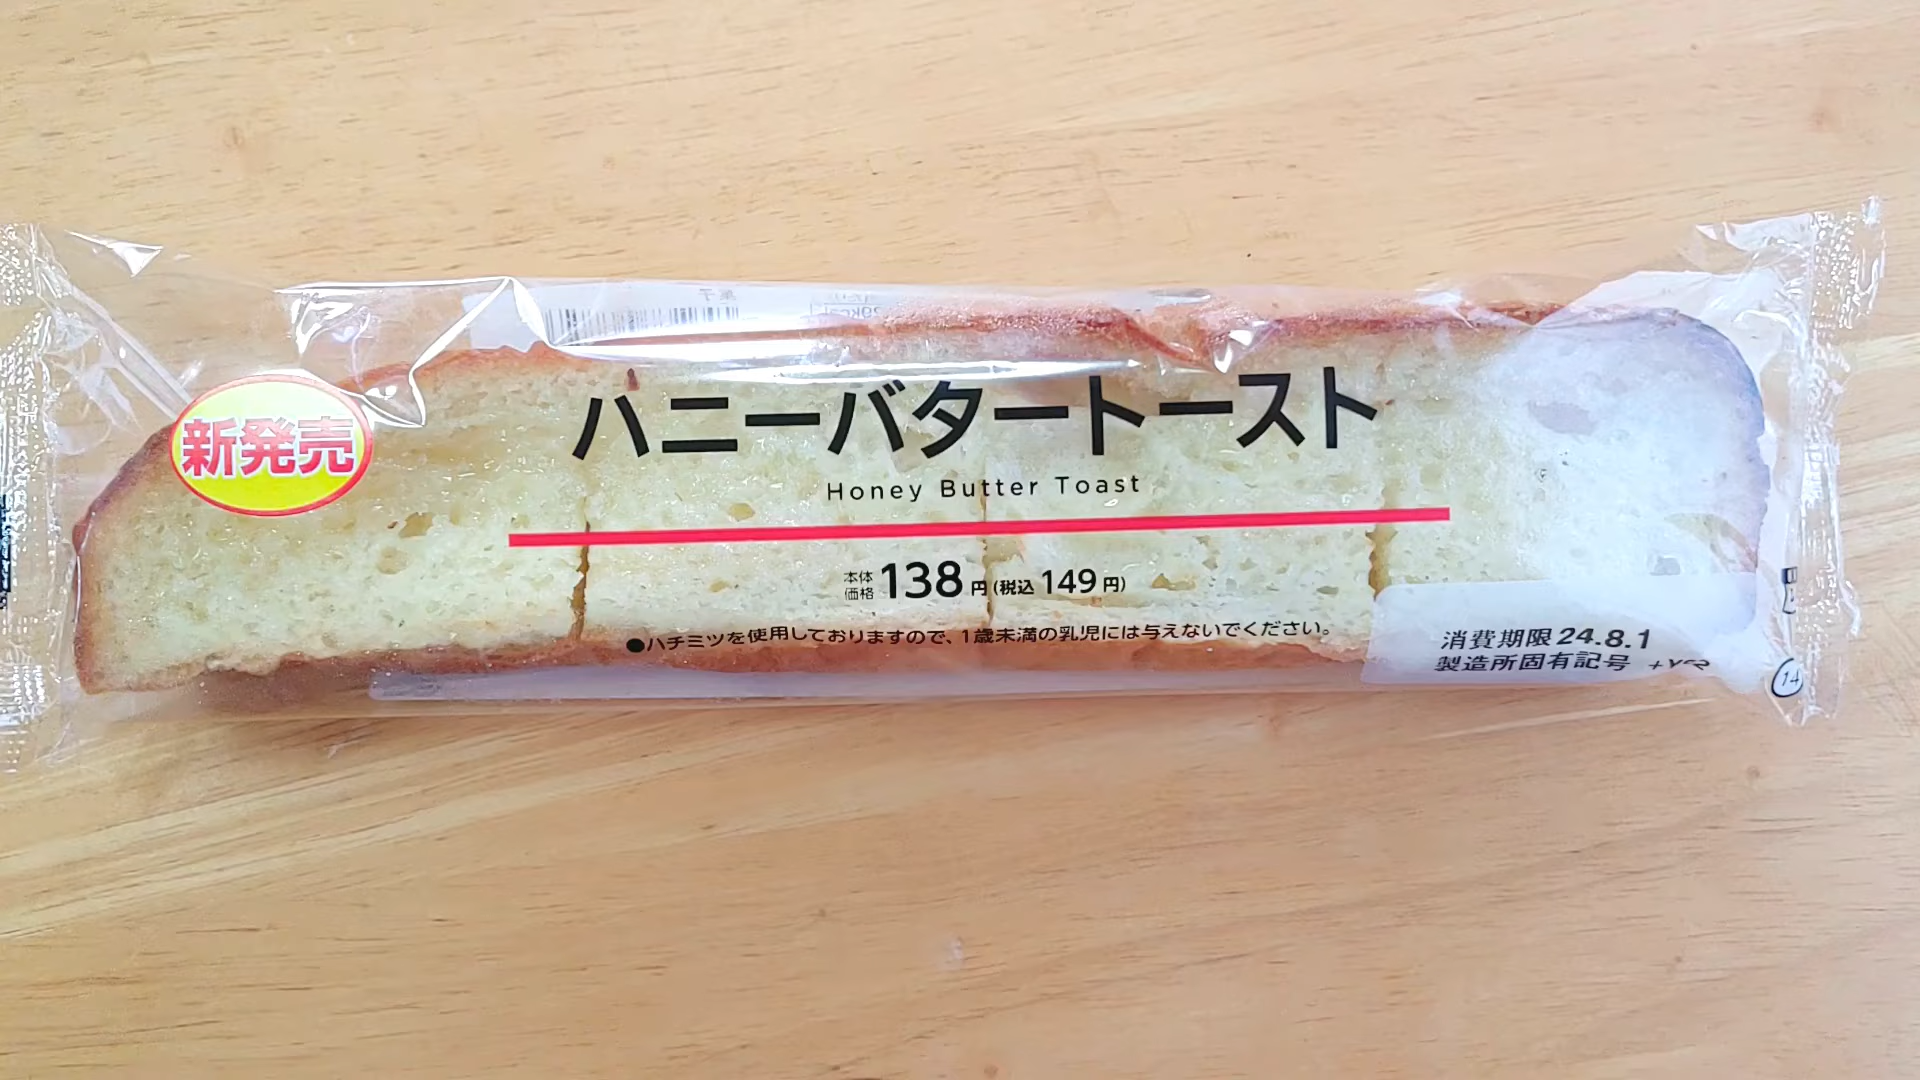 新発売
ハニーバタートースト
Honey Butter Toast
本体価格 138円(税込149円)
●ハチミツを使用しておりますので、1歳未満の乳児には与えないでください。
消費期限 24.8.1
製造所固有記号
14